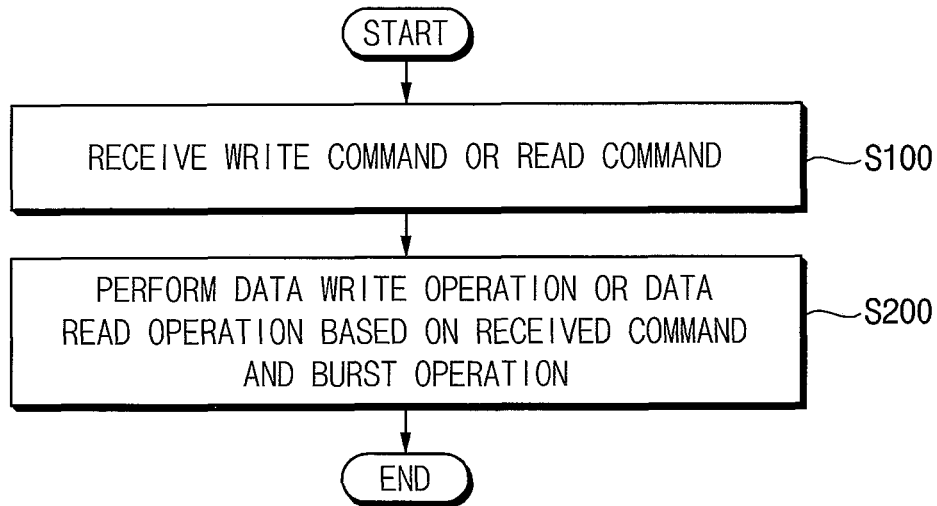 START
RECEIVE WRITE COMMAND OR READ COMMAND
S100
PERFORM DATA WRITE OPERATION OR DATA
READ OPERATION BASED ON RECEIVED COMMAND
AND BURST OPERATION
S200
END